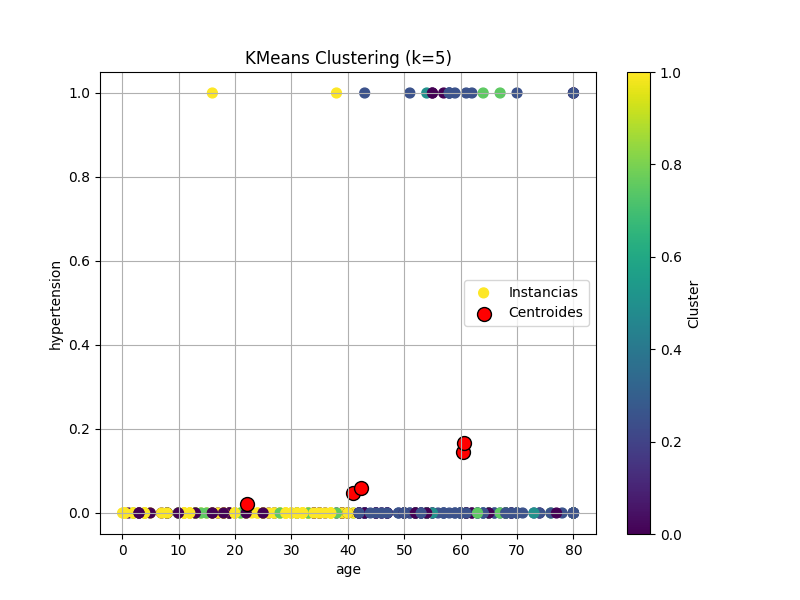 KMeans Clustering (k=5)
1.0
0.8
0.6
0.4
0.2
0.0
hypertension
0 10 20 30 40 50 60 70 80
age
Instancias
Centroides
1.0
0.8
0.6
0.4
0.2
0.0
Cluster